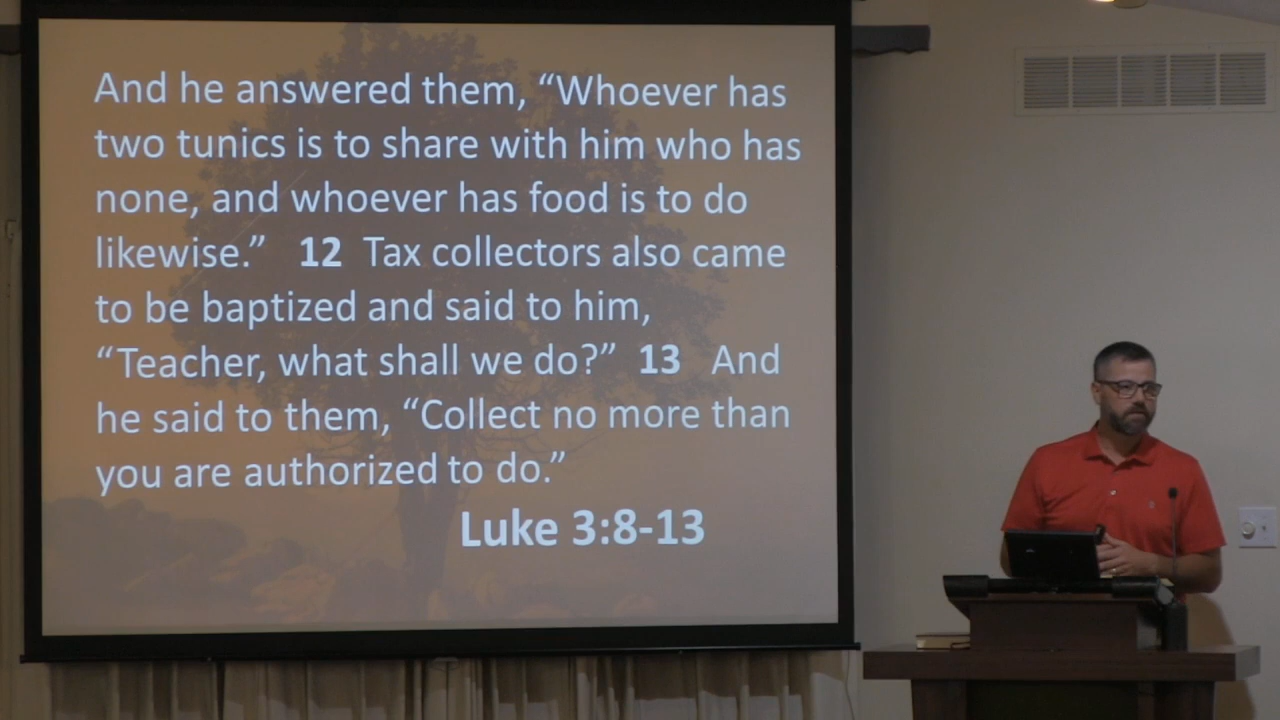 And he answered them, “Whoever has
two tunics is to share with him who has
none, and whoever has food is to do
likewise.” 12 Tax collectors also came
to be baptized and said to him,
“Teacher, what shall we do?” 13 And
he said to them, “Collect no more than
you are authorized to do.”
Luke 3:8-13